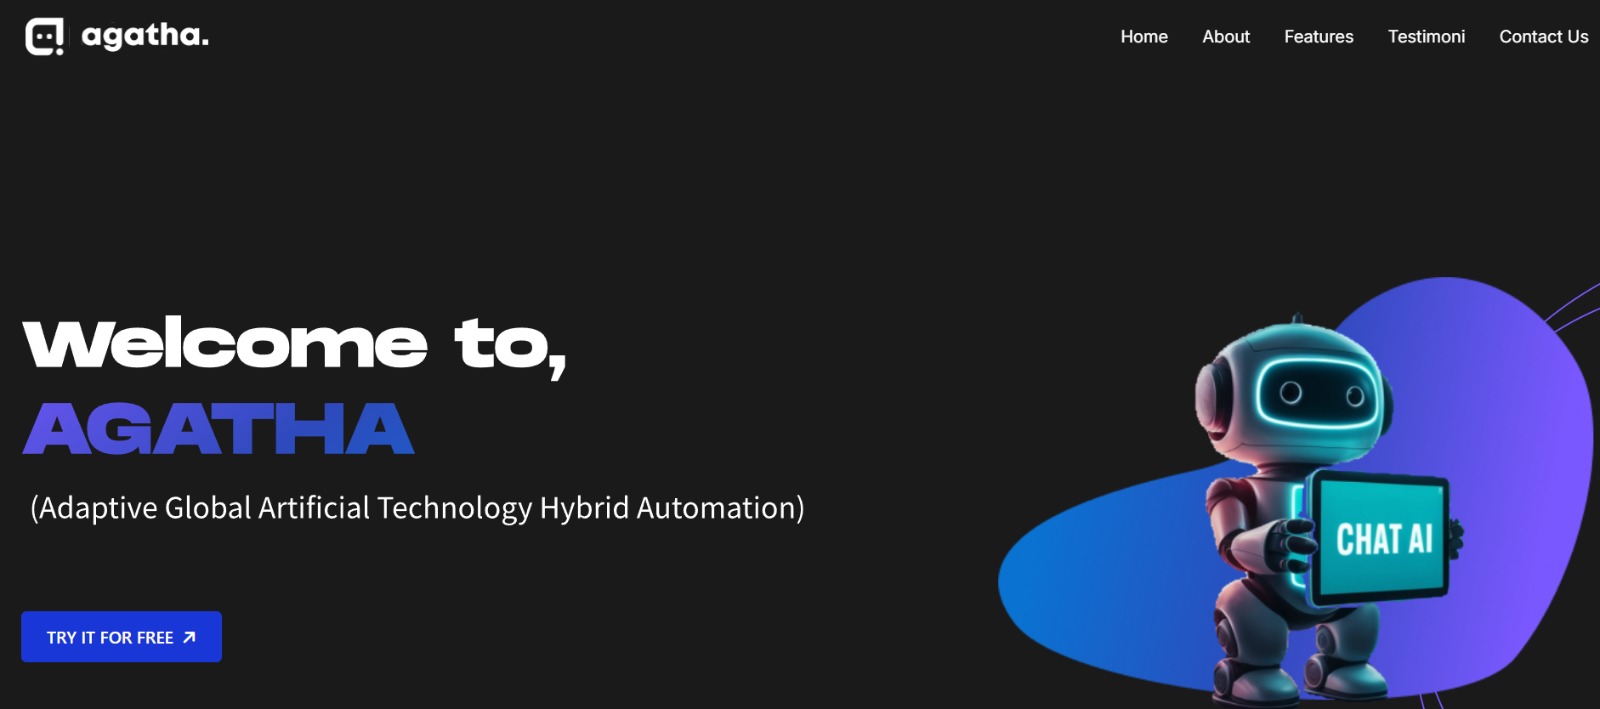 agatha.
Home About Features Testimoni Contact Us
Welcome to,
AGATHA
(Adaptive Global Artificial Technology Hybrid Automation)
TRY IT FOR FREE
CHAT AI